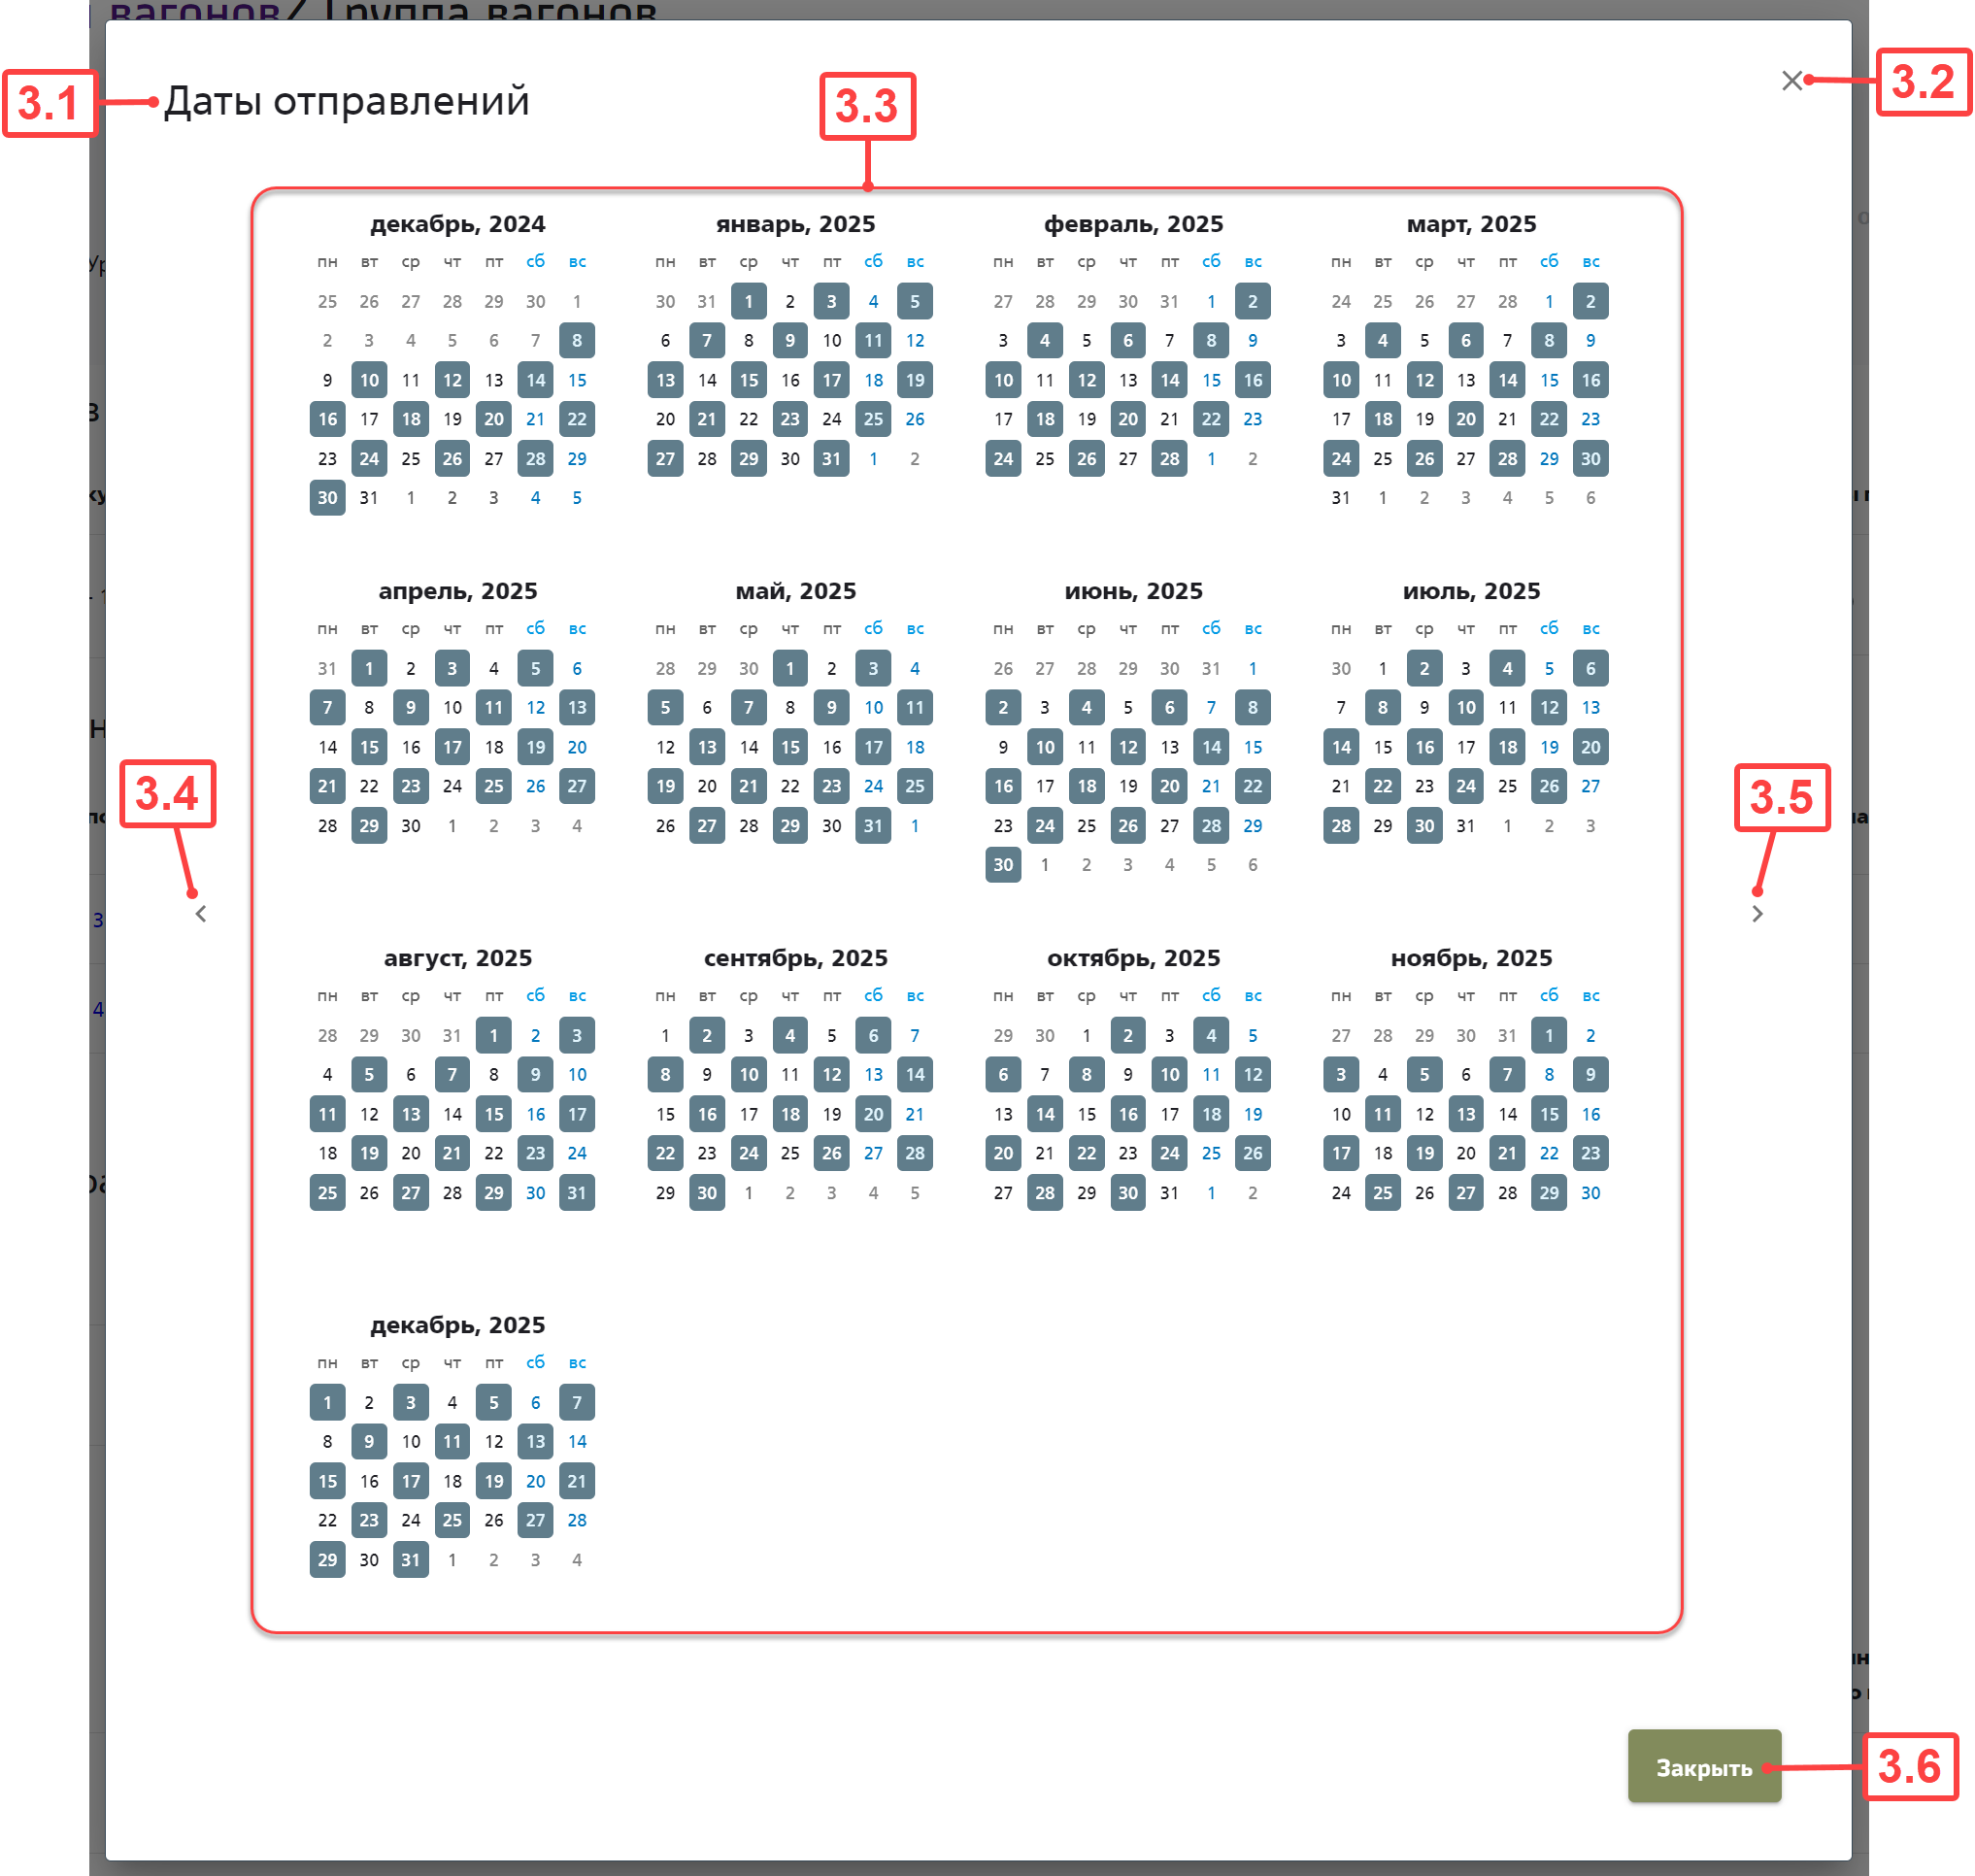 вагонов/ Группа вагонов
3.1
Даты отправлений
3.3
3.2
декабрь, 2024
пн вт ср чт пт сб вс
25 26 27 28 29 30 1
2 3 4 5 6 7 8
9 10 11 12 13 14 15
16 17 18 19 20 21 22
23 24 25 26 27 28 29
30 31 1 2 3 4 5
январь, 2025
пн вт ср чт пт сб вс
30 31 1 2 3 4 5
6 7 8 9 10 11 12
13 14 15 16 17 18 19
20 21 22 23 24 25 26
27 28 29 30 31 1 2
февраль, 2025
пн вт ср чт пт сб вс
27 28 29 30 31 1 2
3 4 5 6 7 8 9
10 11 12 13 14 15 16
17 18 19 20 21 22 23
24 25 26 27 28 1 2
март, 2025
пн вт ср чт пт сб вс
24 25 26 27 28 1 2
3 4 5 6 7 8 9
10 11 12 13 14 15 16
17 18 19 20 21 22 23
24 25 26 27 28 29 30
31 1 2 3 4 5 6
апрель, 2025
пн вт ср чт пт сб вс
31 1 2 3 4 5 6
7 8 9 10 11 12 13
14 15 16 17 18 19 20
21 22 23 24 25 26 27
28 29 30 1 2 3 4
май, 2025
пн вт ср чт пт сб вс
28 29 30 1 2 3 4
5 6 7 8 9 10 11
12 13 14 15 16 17 18
19 20 21 22 23 24 25
26 27 28 29 30 31 1
июнь, 2025
пн вт ср чт пт сб вс
26 27 28 29 30 31 1
2 3 4 5 6 7 8
9 10 11 12 13 14 15
16 17 18 19 20 21 22
23 24 25 26 27 28 29
30 1 2 3 4 5 6
июль, 2025
пн вт ср чт пт сб вс
30 1 2 3 4 5 6
7 8 9 10 11 12 13
14 15 16 17 18 19 20
21 22 23 24 25 26 27
28 29 30 31 1 2 3
3.4
3.5
август, 2025
пн вт ср чт пт сб вс
28 29 30 31 1 2 3
4 5 6 7 8 9 10
11 12 13 14 15 16 17
18 19 20 21 22 23 24
25 26 27 28 29 30 31
сентябрь, 2025
пн вт ср чт пт сб вс
1 2 3 4 5 6 7
8 9 10 11 12 13 14
15 16 17 18 19 20 21
22 23 24 25 26 27 28
29 30 1 2 3 4 5
октябрь, 2025
пн вт ср чт пт сб вс
29 30 1 2 3 4 5
6 7 8 9 10 11 12
13 14 15 16 17 18 19
20 21 22 23 24 25 26
27 28 29 30 31 1 2
ноябрь, 2025
пн вт ср чт пт сб вс
27 28 29 30 31 1 2
3 4 5 6 7 8 9
10 11 12 13 14 15 16
17 18 19 20 21 22 23
24 25 26 27 28 29 30
декабрь, 2025
пн вт ср чт пт сб вс
1 2 3 4 5 6 7
8 9 10 11 12 13 14
15 16 17 18 19 20 21
22 23 24 25 26 27 28
29 30 31 1 2 3 4
Закрыть
3.6